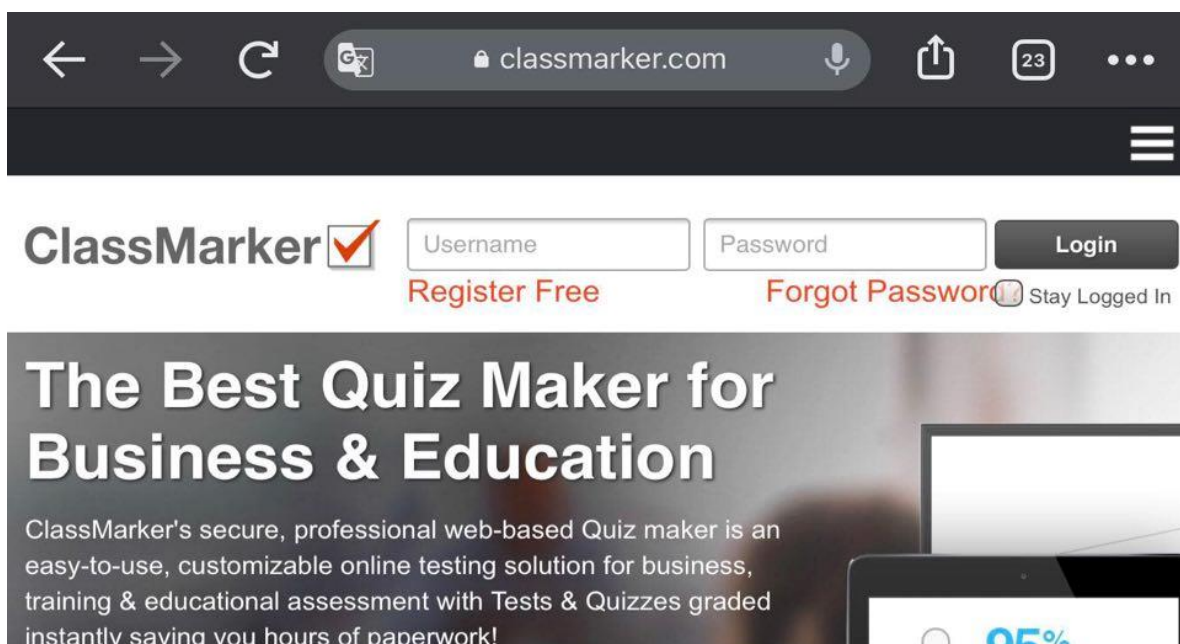 classmarker.com
23
ClassMarker
Username
Password
Login
Register Free
Forgot Password?
Stay Logged In
The Best Quiz Maker for
Business & Education
ClassMarker's secure, professional web-based Quiz maker is an
easy-to-use, customizable online testing solution for business,
training & educational assessment with Tests & Quizzes graded
instantly saving you hours of paperwork!
95%